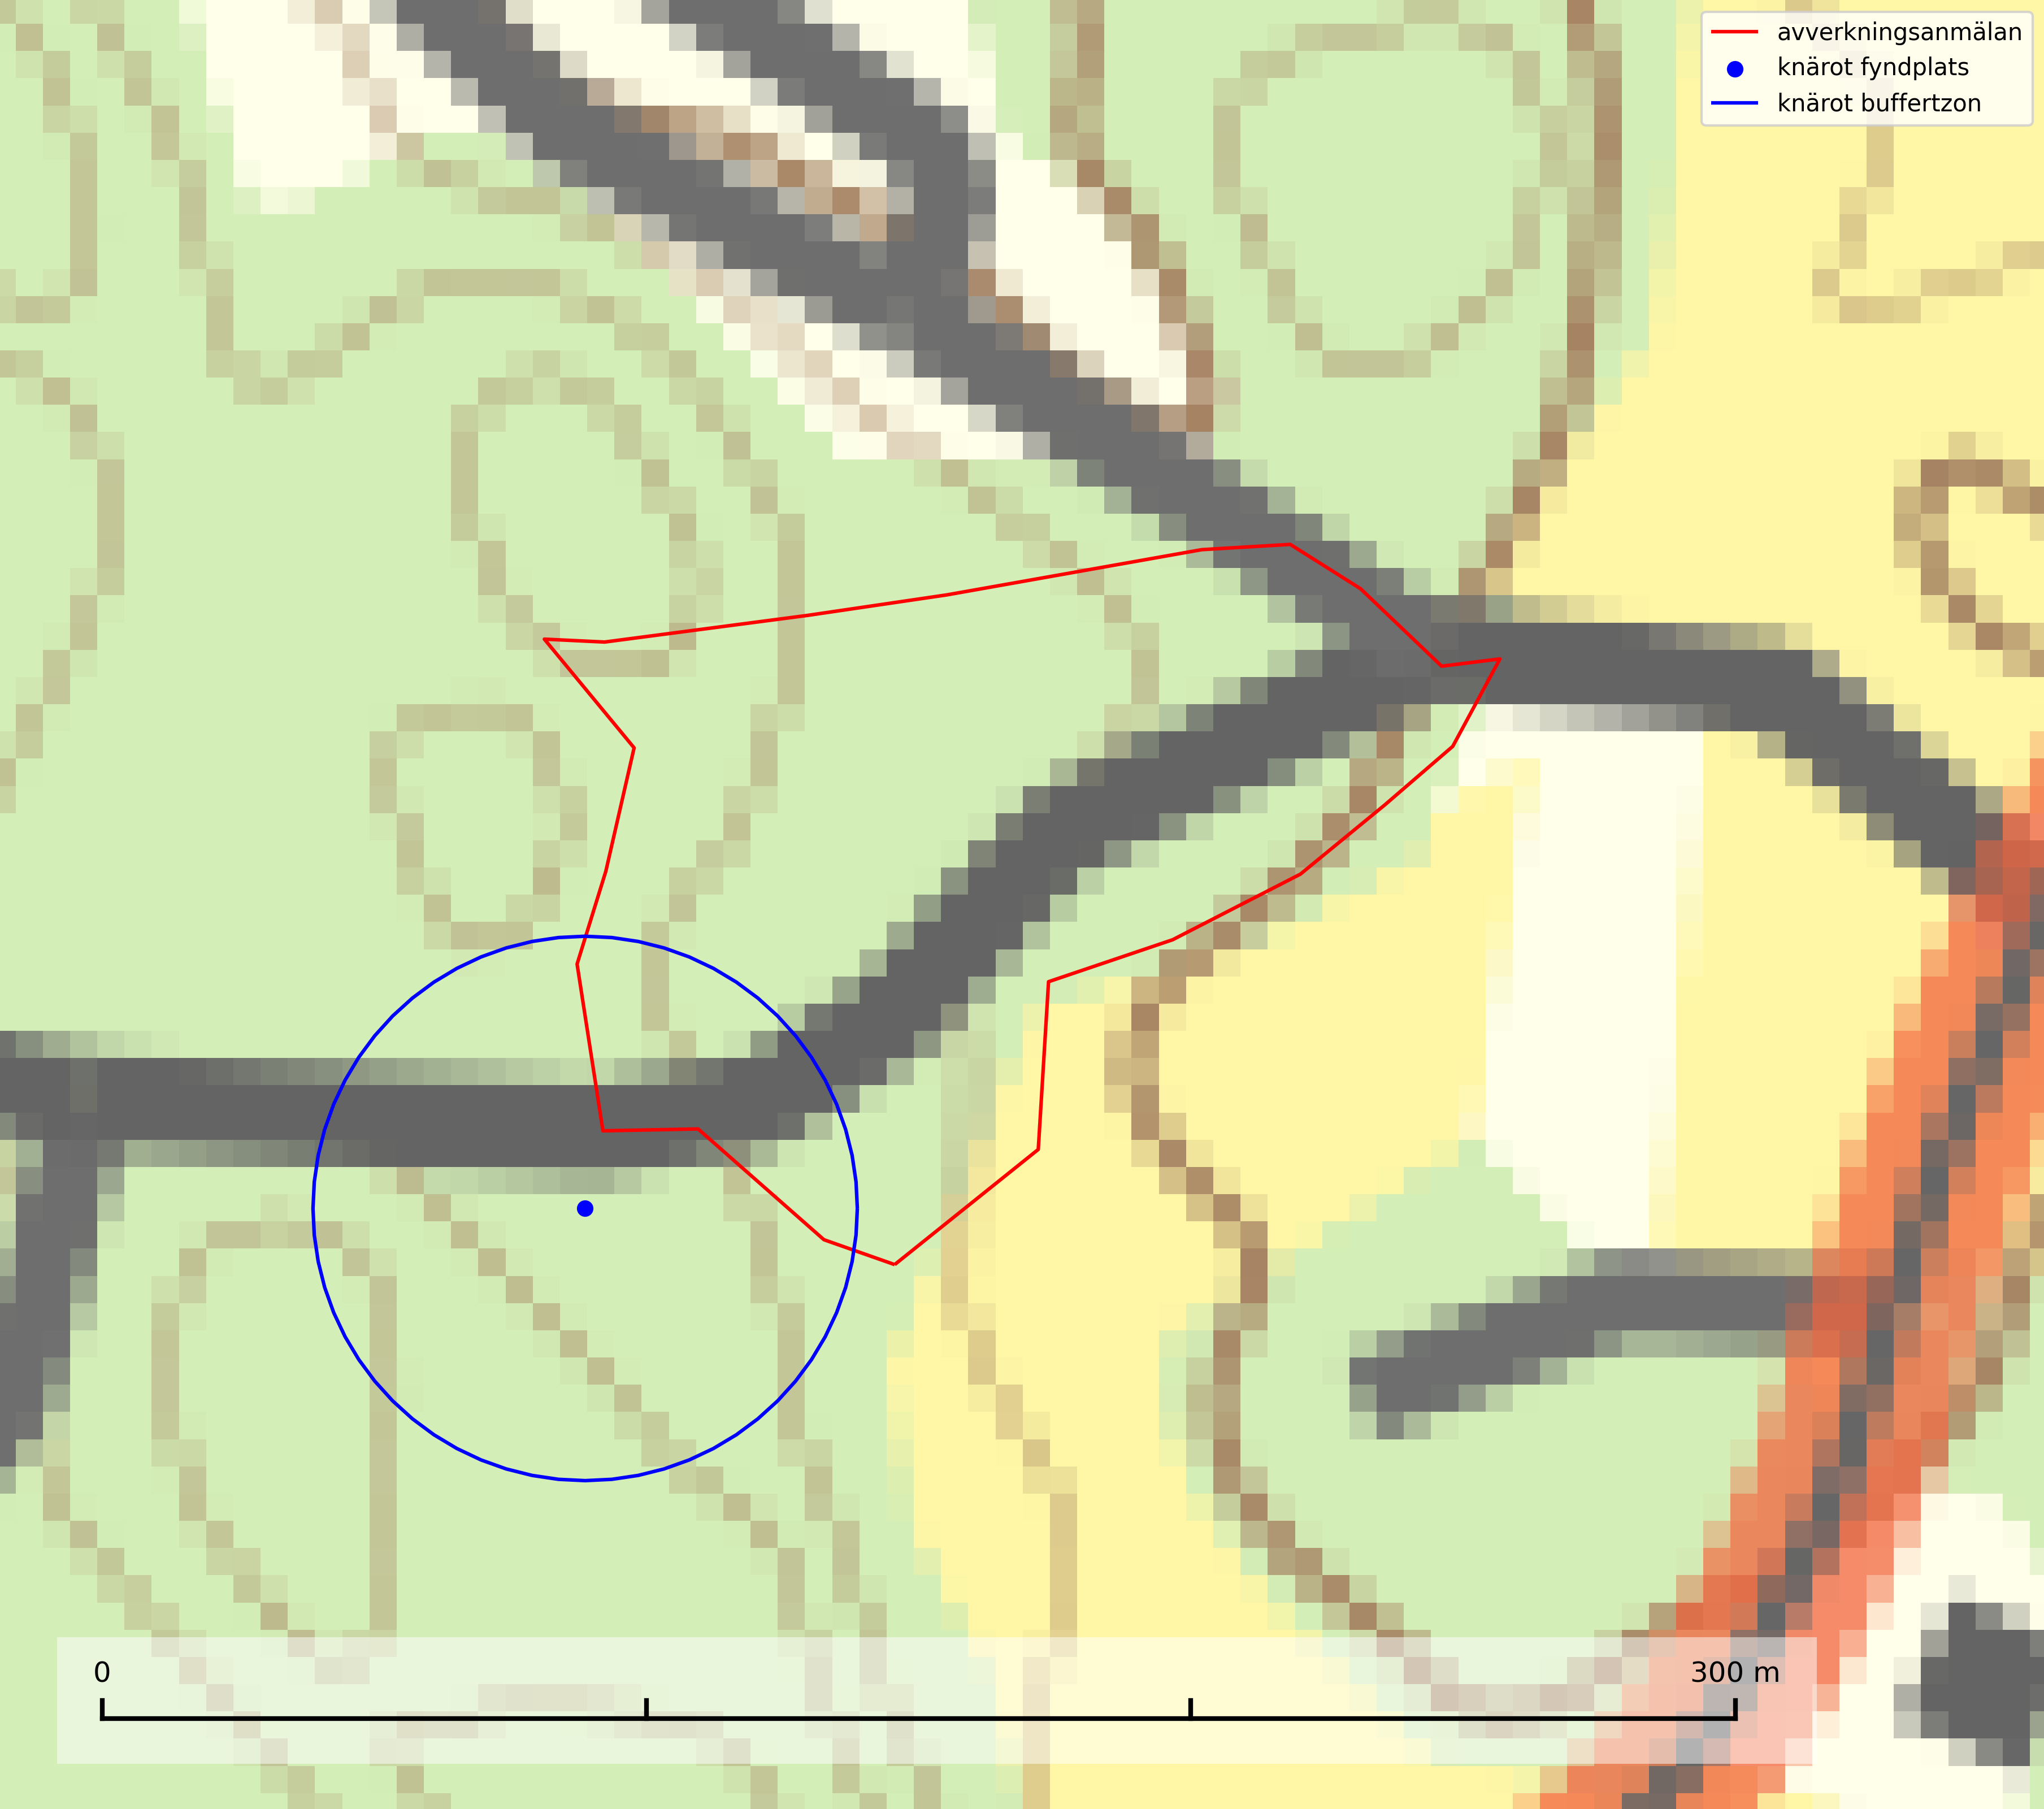 avverkningsanmälan
knärot fyndplats
knärot buffertzon
0 300 m